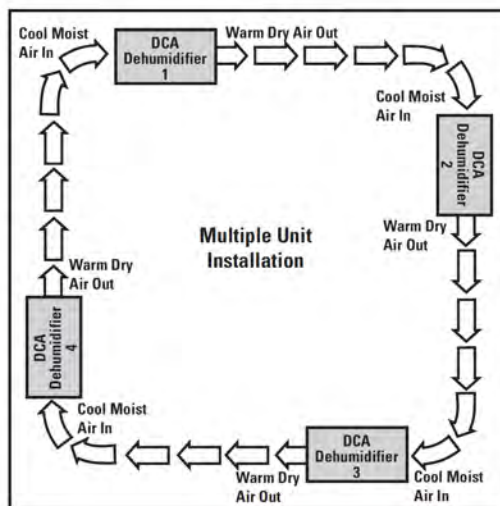 Cool Moist
Air In
DCA
Dehumidifier
1
Warm Dry Air Out
Cool Moist
Air In
DCA
Dehumidifier
2
Warm Dry
Air Out
Multiple Unit
Installation
Warm Dry
Air Out
DCA
Dehumidifier
4
Cool Moist
Air In
Warm Dry
Air Out
DCA
Dehumidifier
3
Cool Moist
Air In